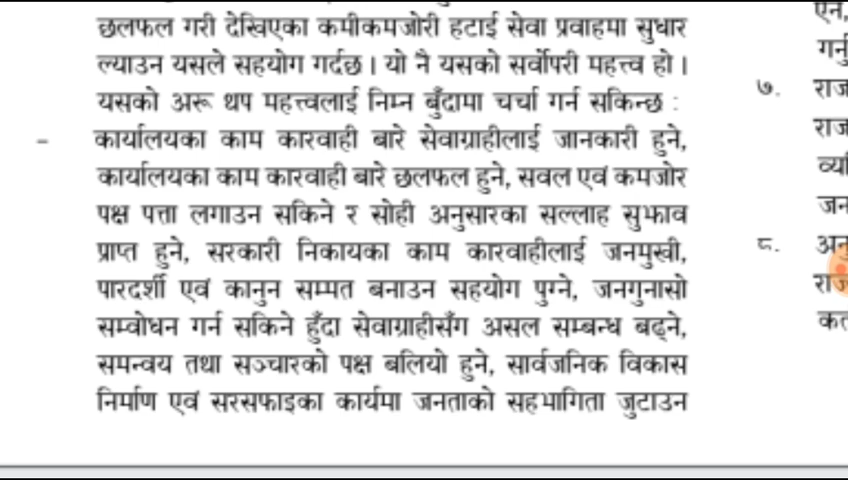 छलफल गरी देखिएका कमीकमजोरी हटाई सेवा प्रवाहमा सुधार
ल्याउन यसले सहयोग गर्दछ। यो नै यसको सर्वोपरी महत्त्व हो।
यसको अरू थप महत्त्वलाई निम्न बुँदामा चर्चा गर्न सकिन्छ :
- कार्यालयका काम कारवाही बारे सेवाग्राहीलाई जानकारी हुने,
कार्यालयका काम कारवाही बारे छलफल हुने, सवल एवं कमजोर
पक्ष पत्ता लगाउन सकिने र सोही अनुसारका सल्लाह सुझाव
प्राप्त हुने, सरकारी निकायका काम कारवाहीलाई जनमुखी,
पारदर्शी एवं कानुन सम्मत बनाउन सहयोग पुग्ने, जनगुनासो
सम्वोधन गर्न सकिने हुँदा सेवाग्राहीसँग असल सम्बन्ध बढ्ने,
समन्वय तथा सञ्चारको पक्ष बलियो हुने, सार्वजनिक विकास
निर्माण एवं सरसफाइका कार्यमा जनताको सहभागिता जुटाउन
गर्नु
७. राज
राज
जन
८.